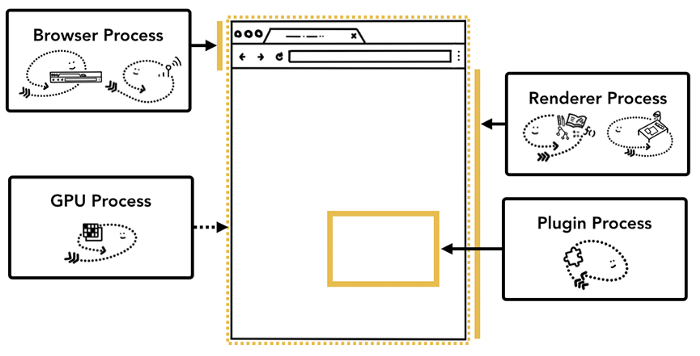 Browser Process
Renderer Process
GPU Process
Plugin Process